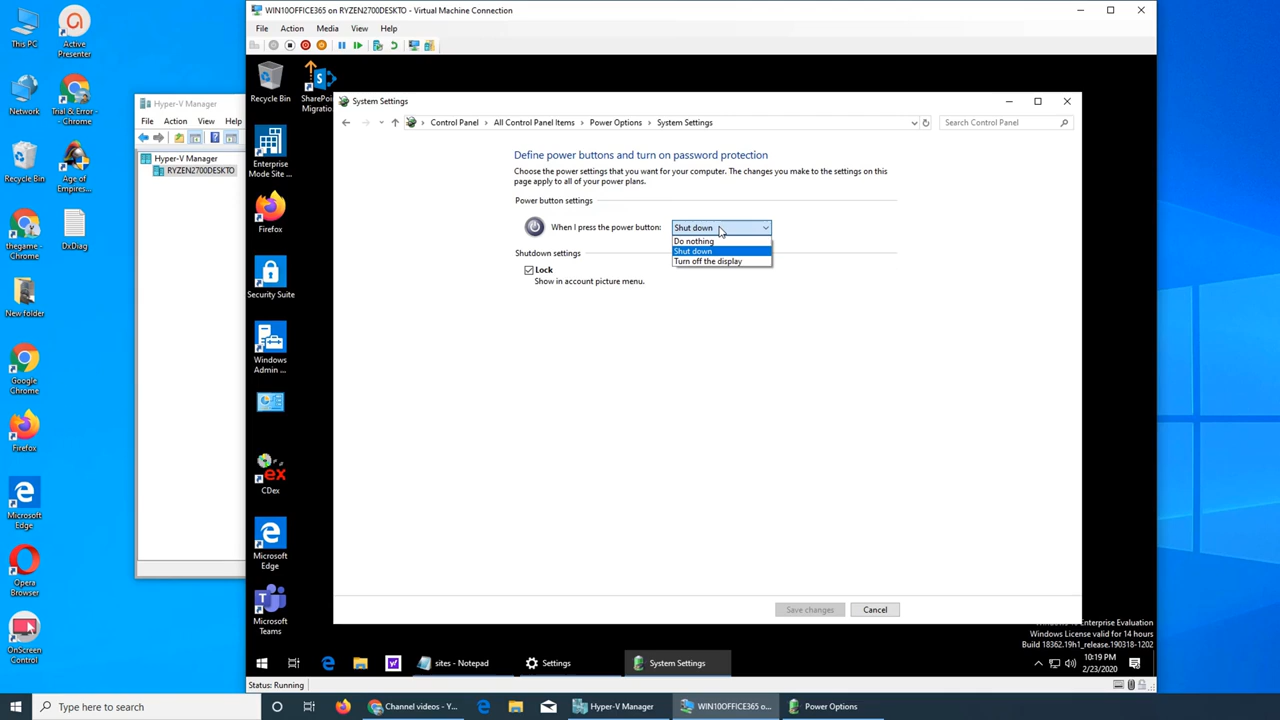 WIN10OFFICE365 on RYZEN2700DESKTO - Virtual Machine Connection
File Action Media View Help
This PC
Active
Presenter
Network
Trial & Error -
- Chrome
Recycle Bin
Age of
Empires...
thegame -
Chrome
DxDiag
New folder
Google
Chrome
Firefox
Microsoft
Edge
Opera
Browser
OnScreen
Control
Hyper-V Manager
File Action View Help
Hyper-V Manager
RYZEN2700DESKTO
Recycle Bin
SharePoi...
Migratio...
Enterprise
Mode Site ...
Firefox
Security Suite
Windows
Admin ...
CDex
Microsoft
Edge
Microsoft
Teams
System Settings
Control Panel > All Control Panel Items > Power Options > System Settings
Search Control Panel
Define power buttons and turn on password protection
Choose the power settings that you want for your computer. The changes you make to the settings on this
page apply to all of your power plans.
Power button settings
When I press the power button:
Shut down
Do nothing
Shut down
Turn off the display
Shutdown settings
Lock
Show in account picture menu.
Save changes Cancel
Enterprise Evaluation
Windows License valid for 14 hours
Build 18362.19h1_release.190318-1202
sites - Notepad
Settings
System Settings
10:19 PM
2/23/2020
Status: Running
Type here to search
Channel videos - Y...
Hyper-V Manager
WIN10OFFICE365 o...
Power Options